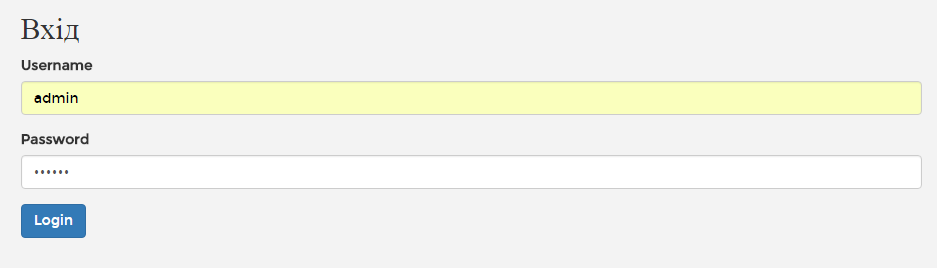 Вхід
Username
admin
Password
••••••
Login